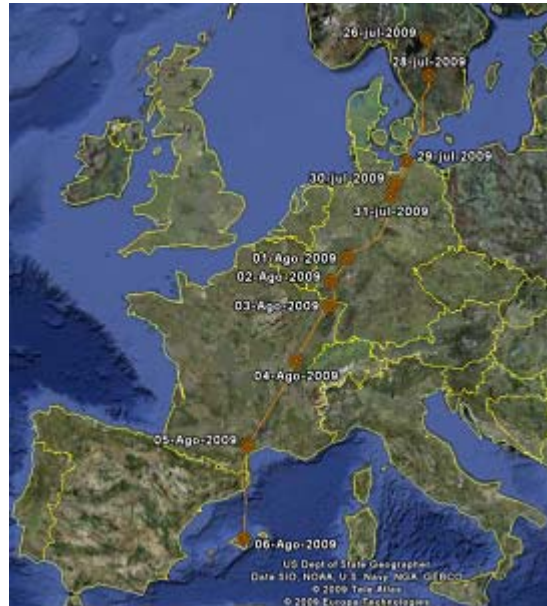 26-jul-2009
28-jul-2009
29-jul-2009
30-jul-2009
31-jul-2009
01-Ago-2009
02-Ago-2009
03-Ago-2009
04-Ago-2009
05-Ago-2009
06-Ago-2009
US Dept of State Geographer
Data SIO, NOAA, U.S. Navy, NGA, GEBCO
© 2009 Tele Atlas
© 2009 Europa Technologies